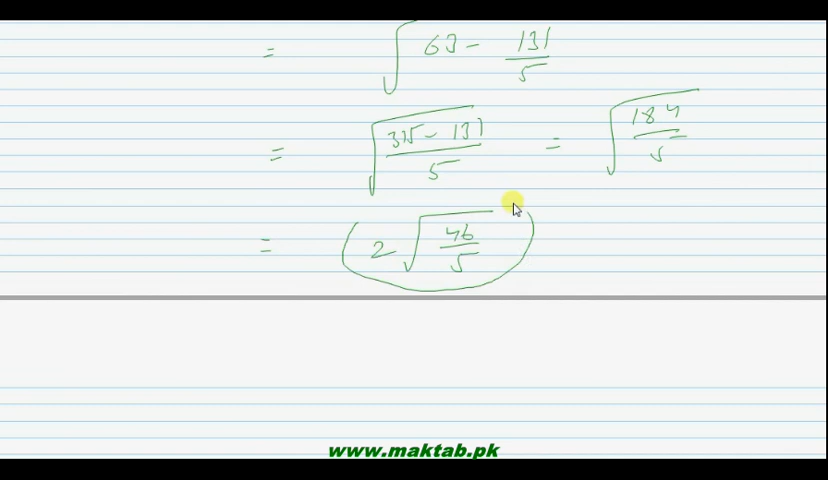 = √(63 - 131/5)
= √((315 - 131)/5) = √(184/5)
= 2√(46/5)
www.maktab.pk